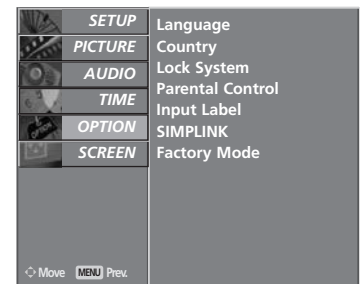 SETUP
PICTURE
AUDIO
TIME
OPTION
SCREEN
Language
Country
Lock System
Parental Control
Input Label
SIMPLINK
Factory Mode
Move MENU Prev.